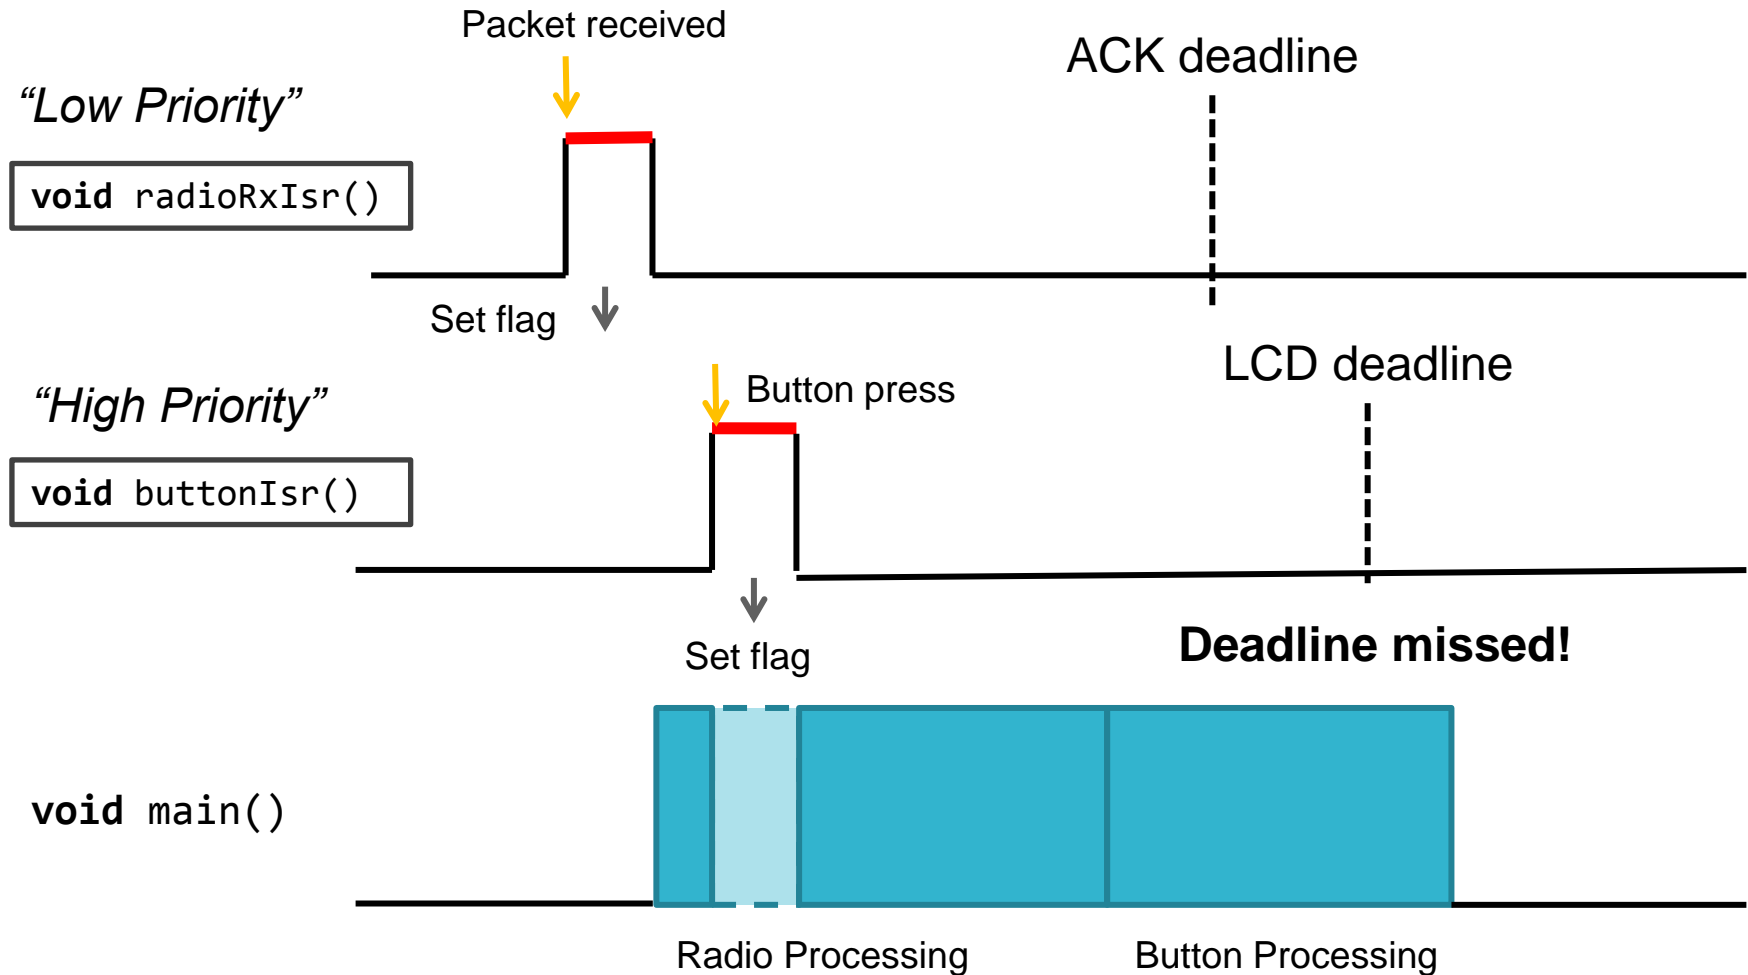 Packet received
ACK deadline
“Low Priority”
void radioRxIsr()
Set flag
LCD deadline
“High Priority”
Button press
void buttonIsr()
Set flag
Deadline missed!
void main()
Radio Processing
Button Processing